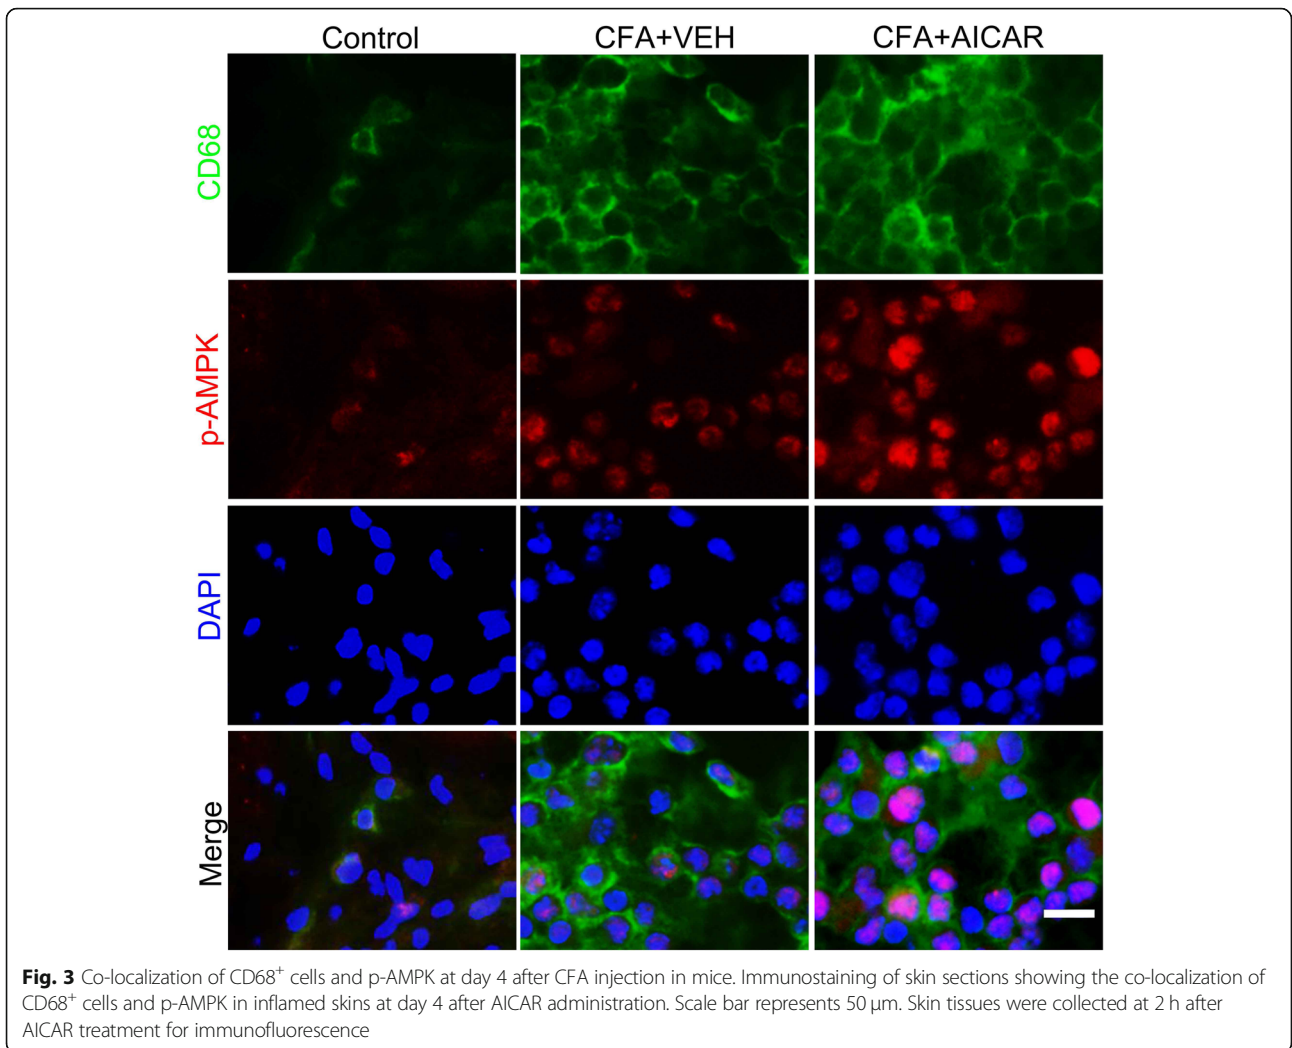 Control CFA+VEH CFA+AICAR
CD68
p-AMPK
DAPI
Merge
Fig. 3 Co-localization of CD68⁺ cells and p-AMPK at day 4 after CFA injection in mice. Immunostaining of skin sections showing the co-localization of
CD68⁺ cells and p-AMPK in inflamed skins at day 4 after AICAR administration. Scale bar represents 50 μm. Skin tissues were collected at 2 h after
AICAR treatment for immunofluorescence